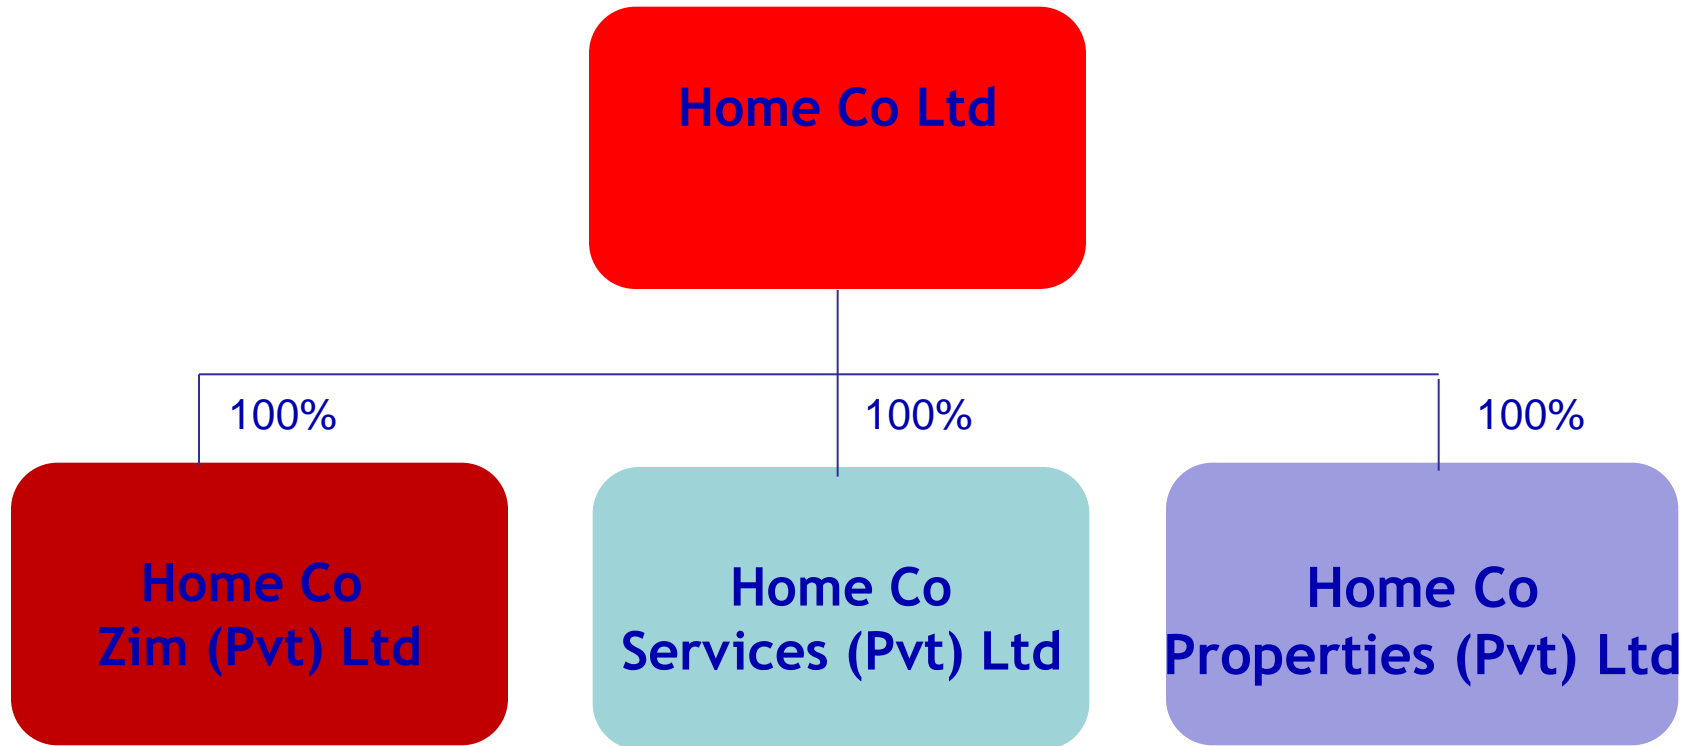 Home Co Ltd
100%
100%
100%
Home Co
Zim (Pvt) Ltd
Home Co
Services (Pvt) Ltd
Home Co
Properties (Pvt) Ltd